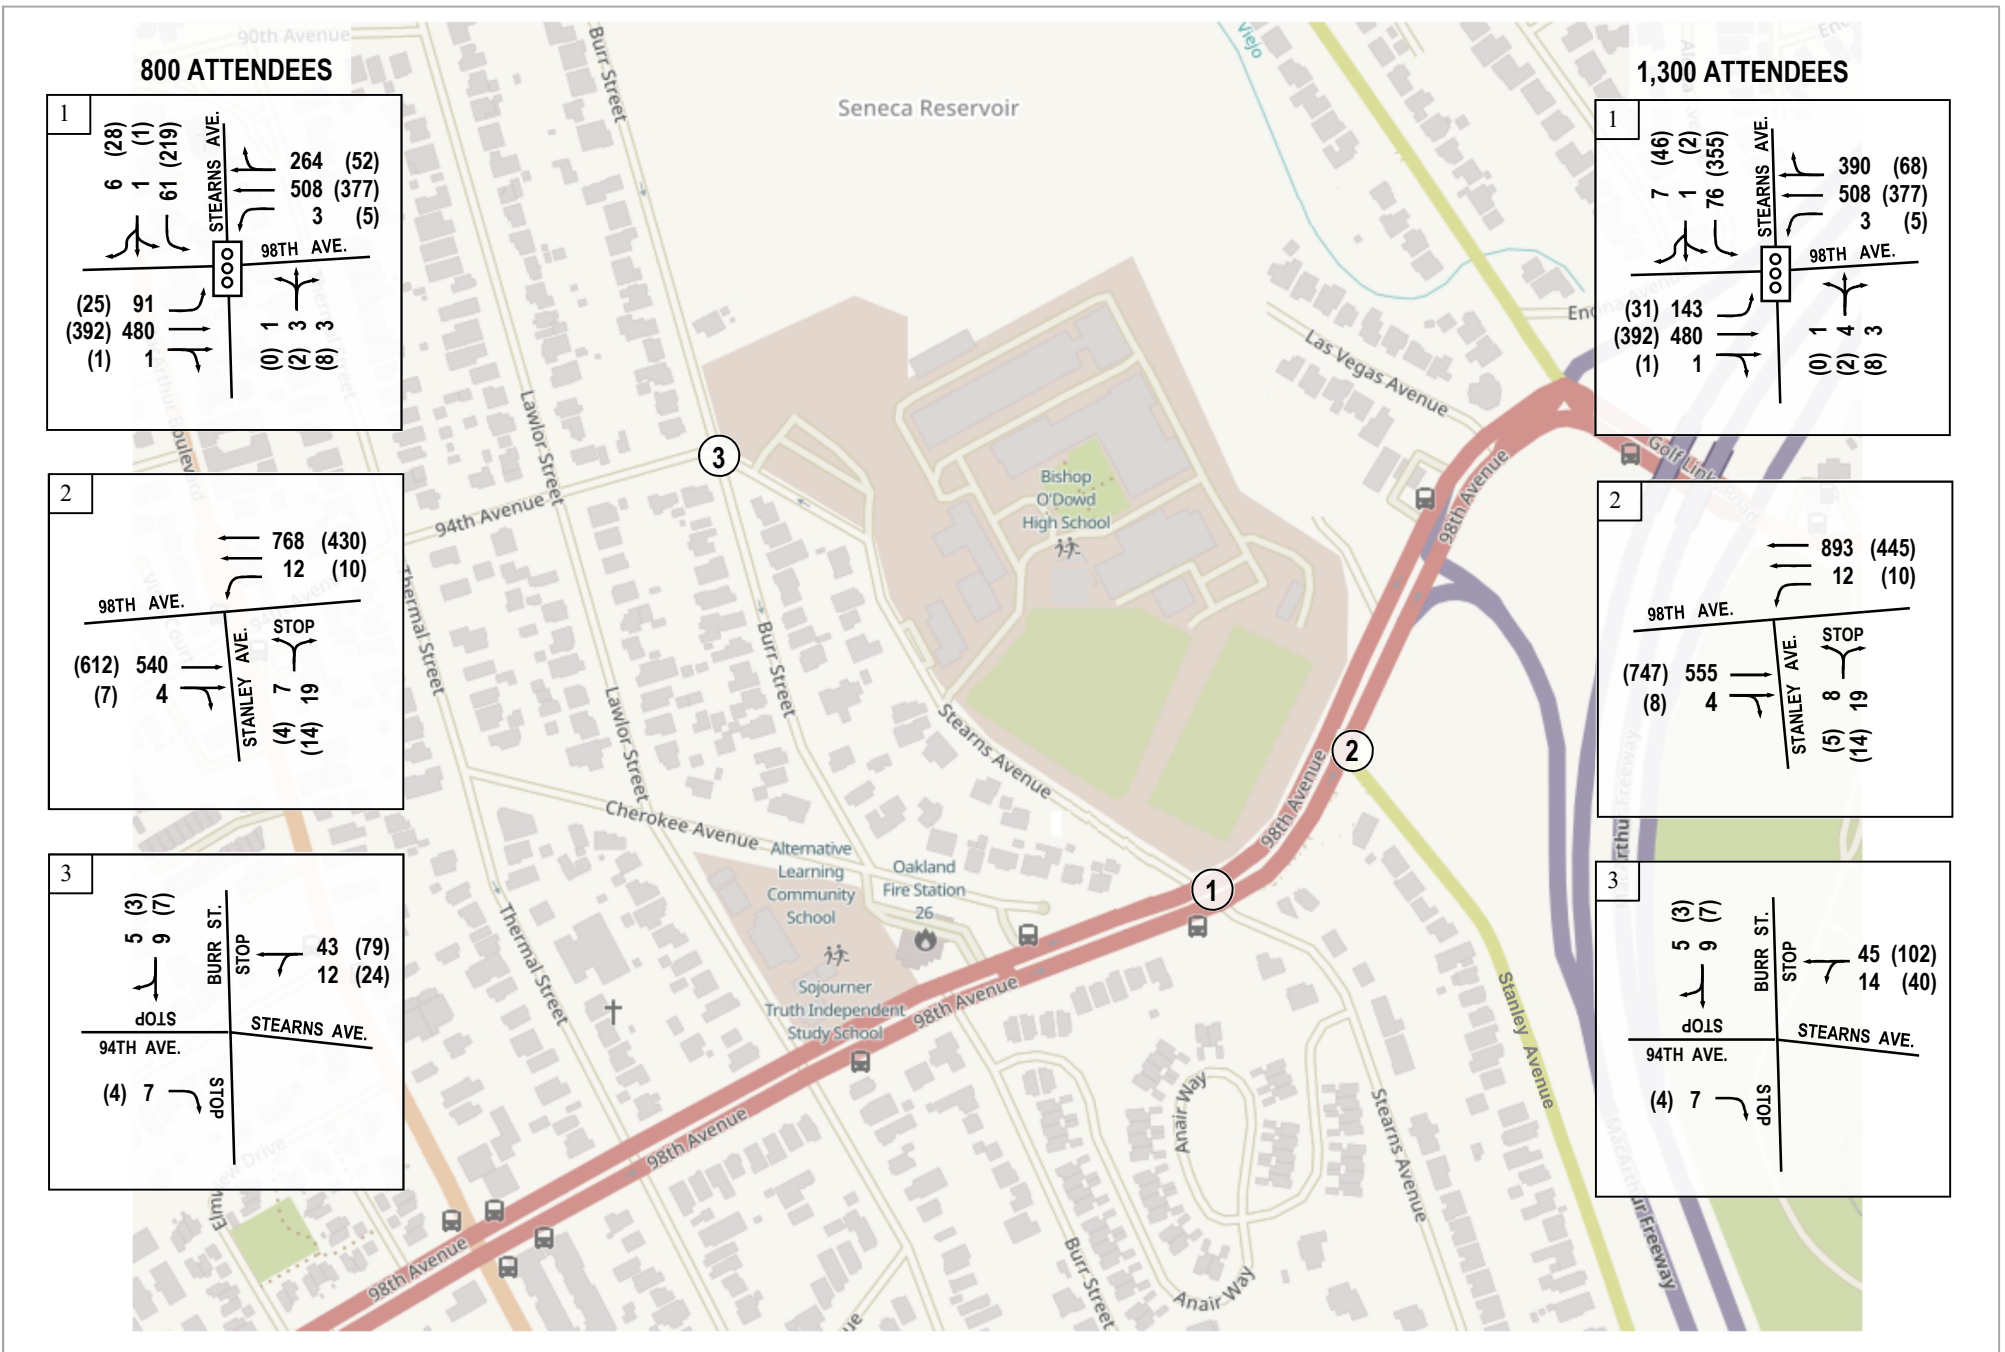 800 ATTENDEES
1
6 (28)
1 (1)
61 (219)
STEARNS AVE.
264 (52)
508 (377)
3 (5)
98TH AVE.
(25) 91
(392) 480
(1) 1
(0) 1
(2) 3
(8) 3
2
768 (430)
12 (10)
98TH AVE.
STOP
(612) 540
(7) 4
STANLEY AVE.
(4) 7
(14) 19
3
5 (3)
9 (7)
BURR ST.
STOP
43 (79)
12 (24)
STOP
94TH AVE.
STEARNS AVE.
(4) 7
STOP
1,300 ATTENDEES
1
7 (46)
1 (2)
76 (355)
STEARNS AVE.
390 (68)
508 (377)
3 (5)
98TH AVE.
(31) 143
(392) 480
(1) 1
(0) 1
(2) 4
(8) 3
2
893 (445)
12 (10)
98TH AVE.
STOP
(747) 555
(8) 4
STANLEY AVE.
(5) 8
(14) 19
3
5 (3)
9 (7)
BURR ST.
STOP
45 (102)
14 (40)
STOP
94TH AVE.
STEARNS AVE.
(4) 7
STOP
90th Avenue
Burr Street
Viejo
Seneca Reservoir
Las Vegas Avenue
Lawlor Street
94th Avenue
3
Bishop
O'Dowd
High School
98th Avenue
Thermal Street
Burr Street
Lawlor Street
Stearns Avenue
2
98th Avenue
Cherokee Avenue
Alternative
Learning
Community
School
Oakland
Fire Station
26
1
Thermal Street
Sojourner
Truth Independent
Study School
98th Avenue
Stanley Avenue
98th Avenue
Anair Way
Stearns Avenue
MacArthur Freeway
98th Avenue
Burr Street
Anair Way